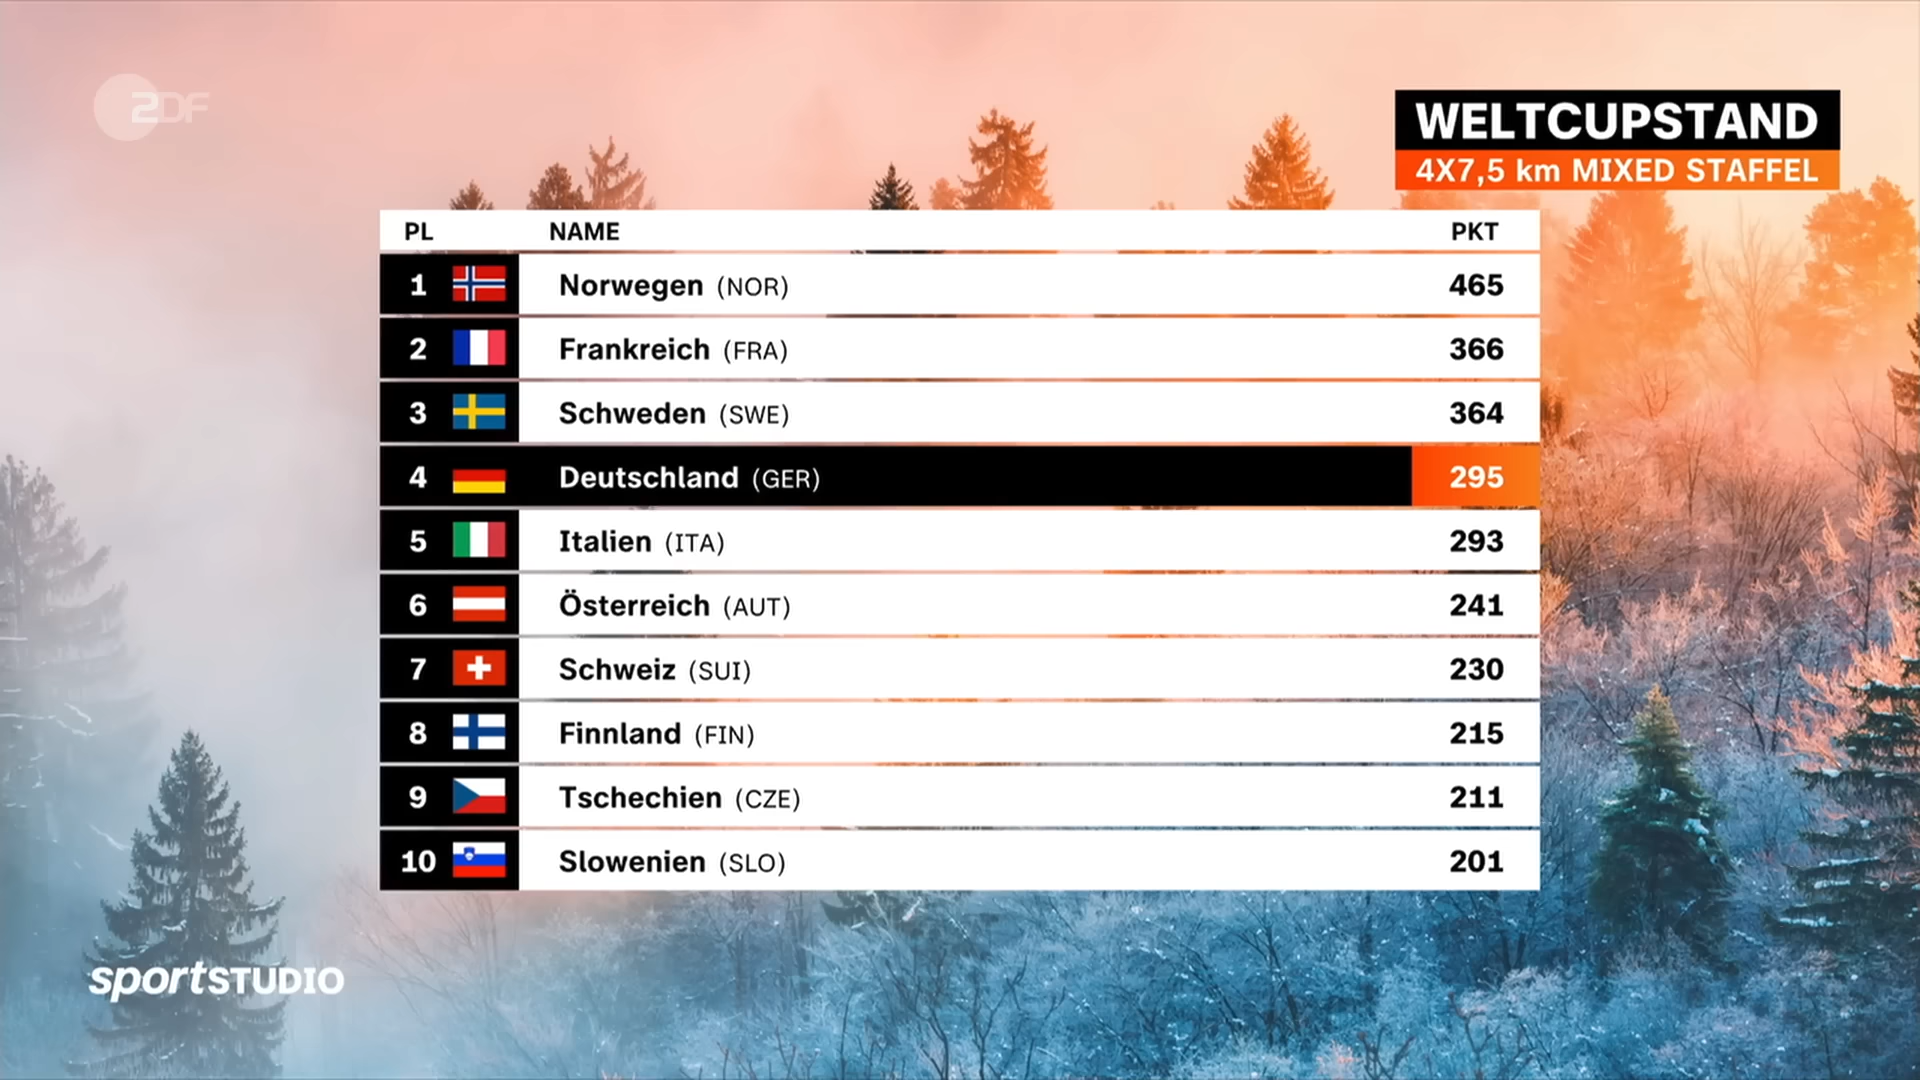 ZDF
WELTCUPSTAND
4X7,5 km MIXED STAFFEL
PL NAME PKT
1 Norwegen (NOR) 465
2 Frankreich (FRA) 366
3 Schweden (SWE) 364
4 Deutschland (GER) 295
5 Italien (ITA) 293
6 Österreich (AUT) 241
7 Schweiz (SUI) 230
8 Finnland (FIN) 215
9 Tschechien (CZE) 211
10 Slowenien (SLO) 201
sportSTUDIO